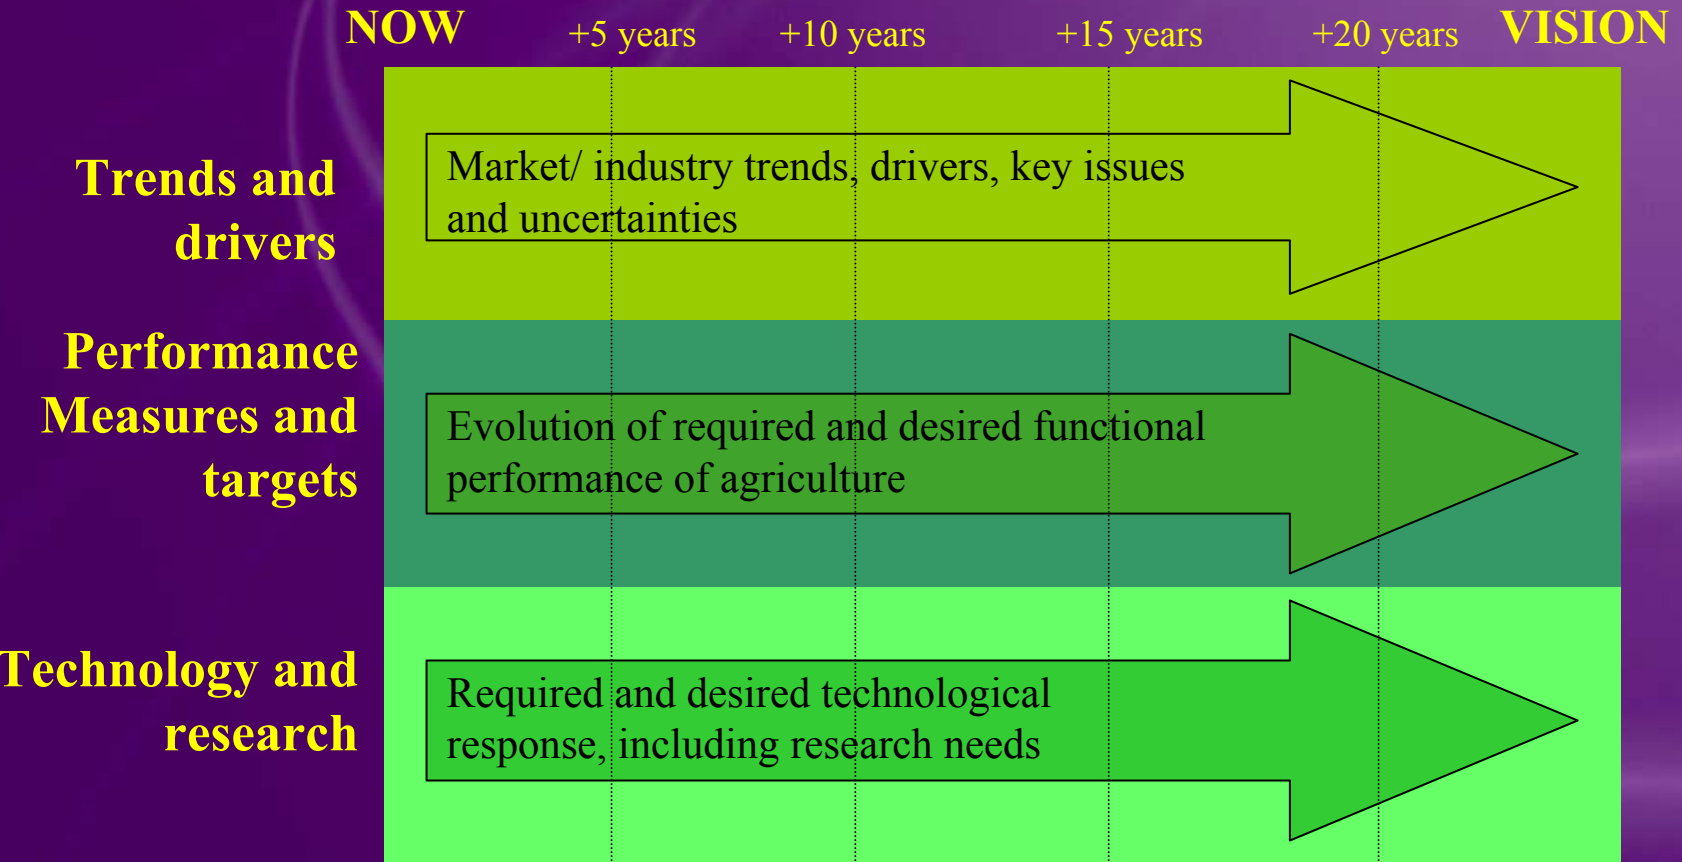 NOW +5 years +10 years +15 years +20 years VISION
Trends and
drivers
Market/ industry trends, drivers, key issues
and uncertainties
Performance
Measures and
targets
Evolution of required and desired functional
performance of agriculture
Technology and
research
Required and desired technological
response, including research needs